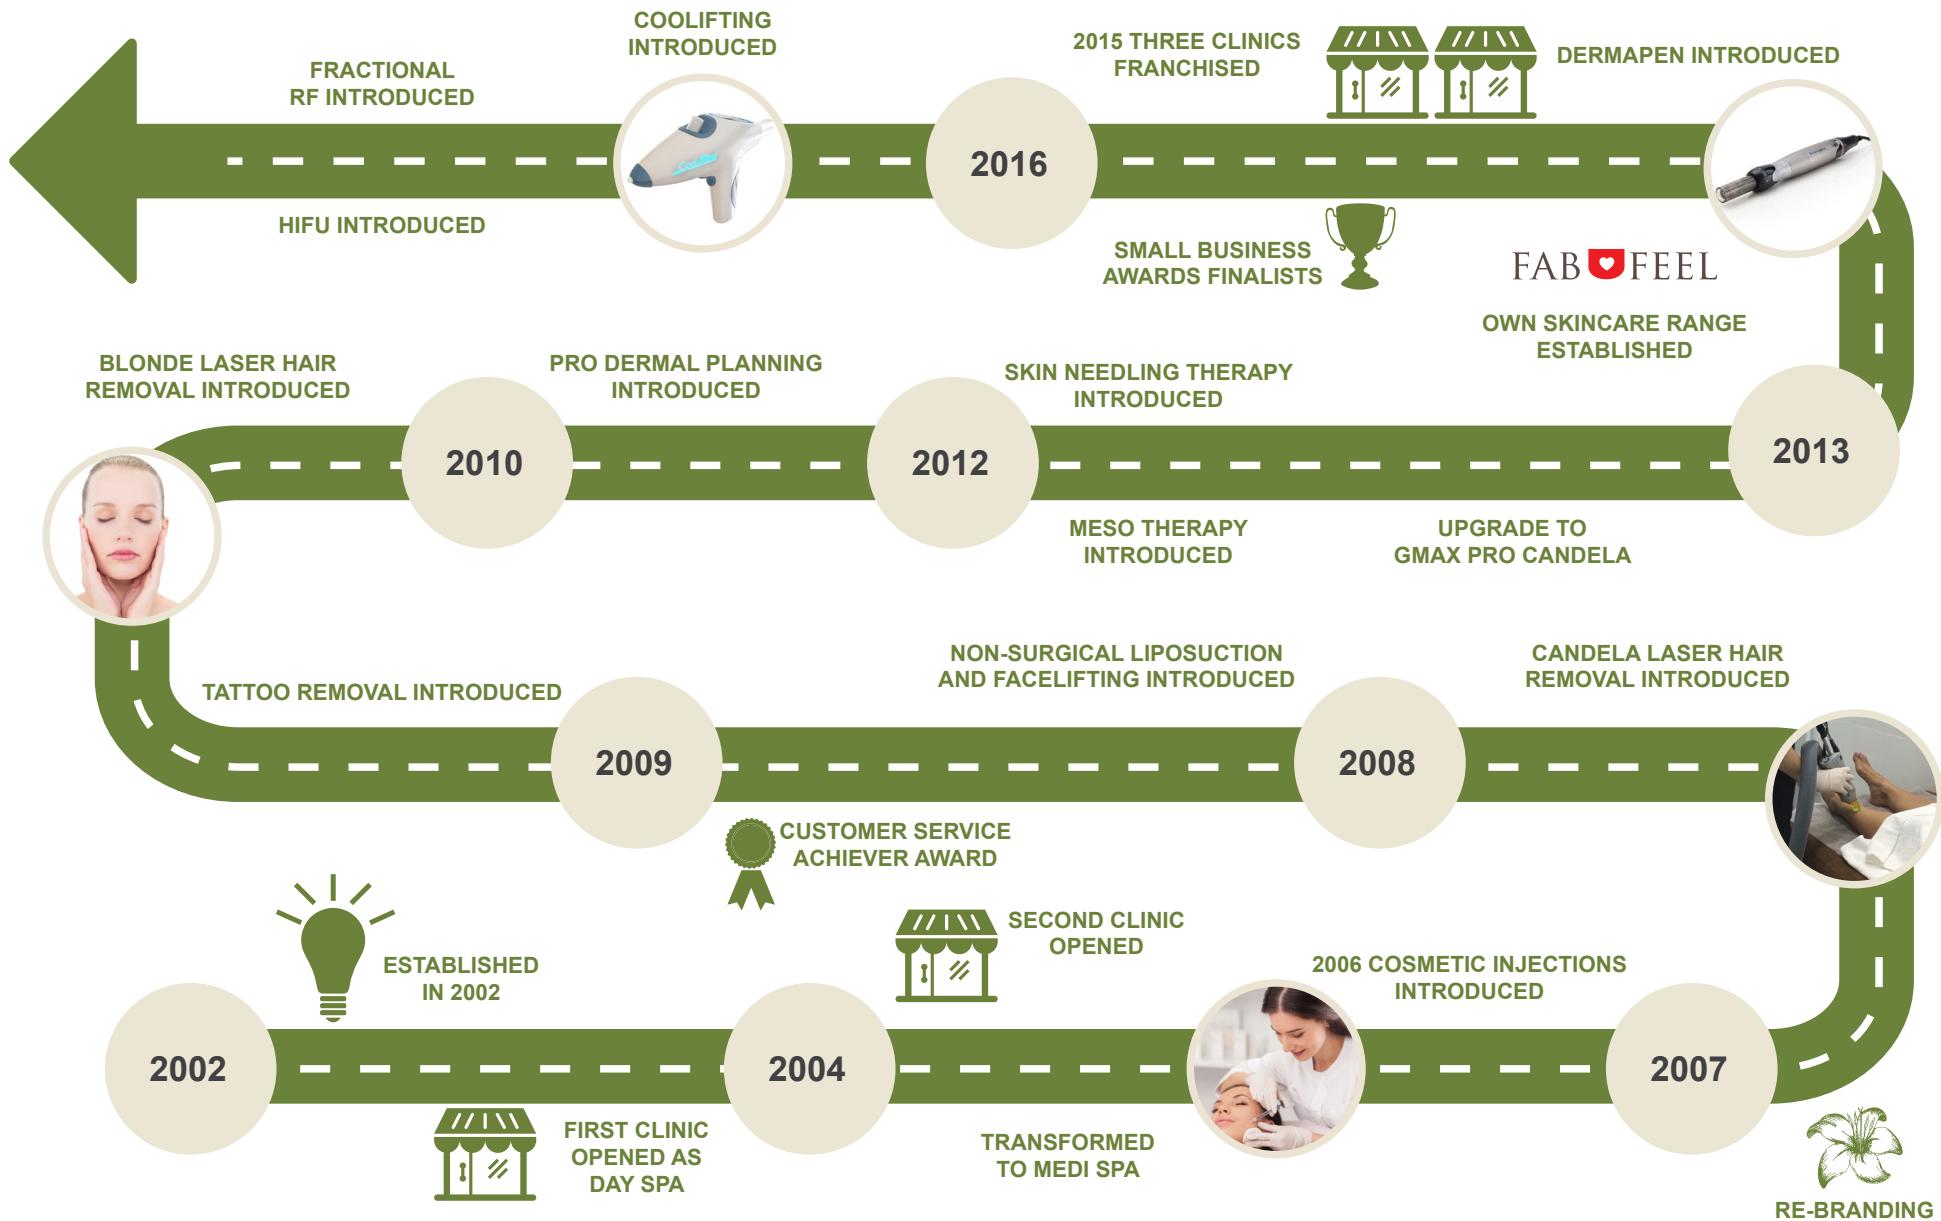 COOLIFTING
INTRODUCED
2015 THREE CLINICS
FRANCHISED
DERMAPEN INTRODUCED
FRACTIONAL
RF INTRODUCED
Coolifting
2016
HIFU INTRODUCED
SMALL BUSINESS
AWARDS FINALISTS
FAB FEEL
OWN SKINCARE RANGE
ESTABLISHED
BLONDE LASER HAIR
REMOVAL INTRODUCED
PRO DERMAL PLANNING
INTRODUCED
SKIN NEEDLING THERAPY
INTRODUCED
2010
2012
2013
MESO THERAPY
INTRODUCED
UPGRADE TO
GMAX PRO CANDELA
TATTOO REMOVAL INTRODUCED
NON-SURGICAL LIPOSUCTION
AND FACELIFTING INTRODUCED
CANDELA LASER HAIR
REMOVAL INTRODUCED
2009
2008
CUSTOMER SERVICE
ACHIEVER AWARD
ESTABLISHED
IN 2002
SECOND CLINIC
OPENED
2006 COSMETIC INJECTIONS
INTRODUCED
2002
2004
2007
FIRST CLINIC
OPENED AS
DAY SPA
TRANSFORMED
TO MEDI SPA
RE-BRANDING